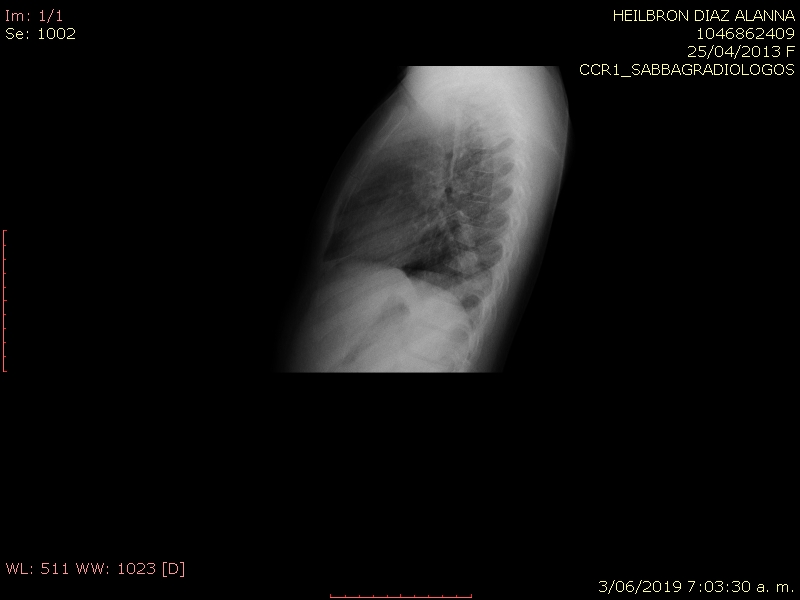 Im: 1/1
Se: 1002
HEILBRON DIAZ ALANNA
1046862409
25/04/2013 F
CCR1_SABBAGRADIOLOGOS
WL: 511 WW: 1023 [D]
3/06/2019 7:03:30 a. m.